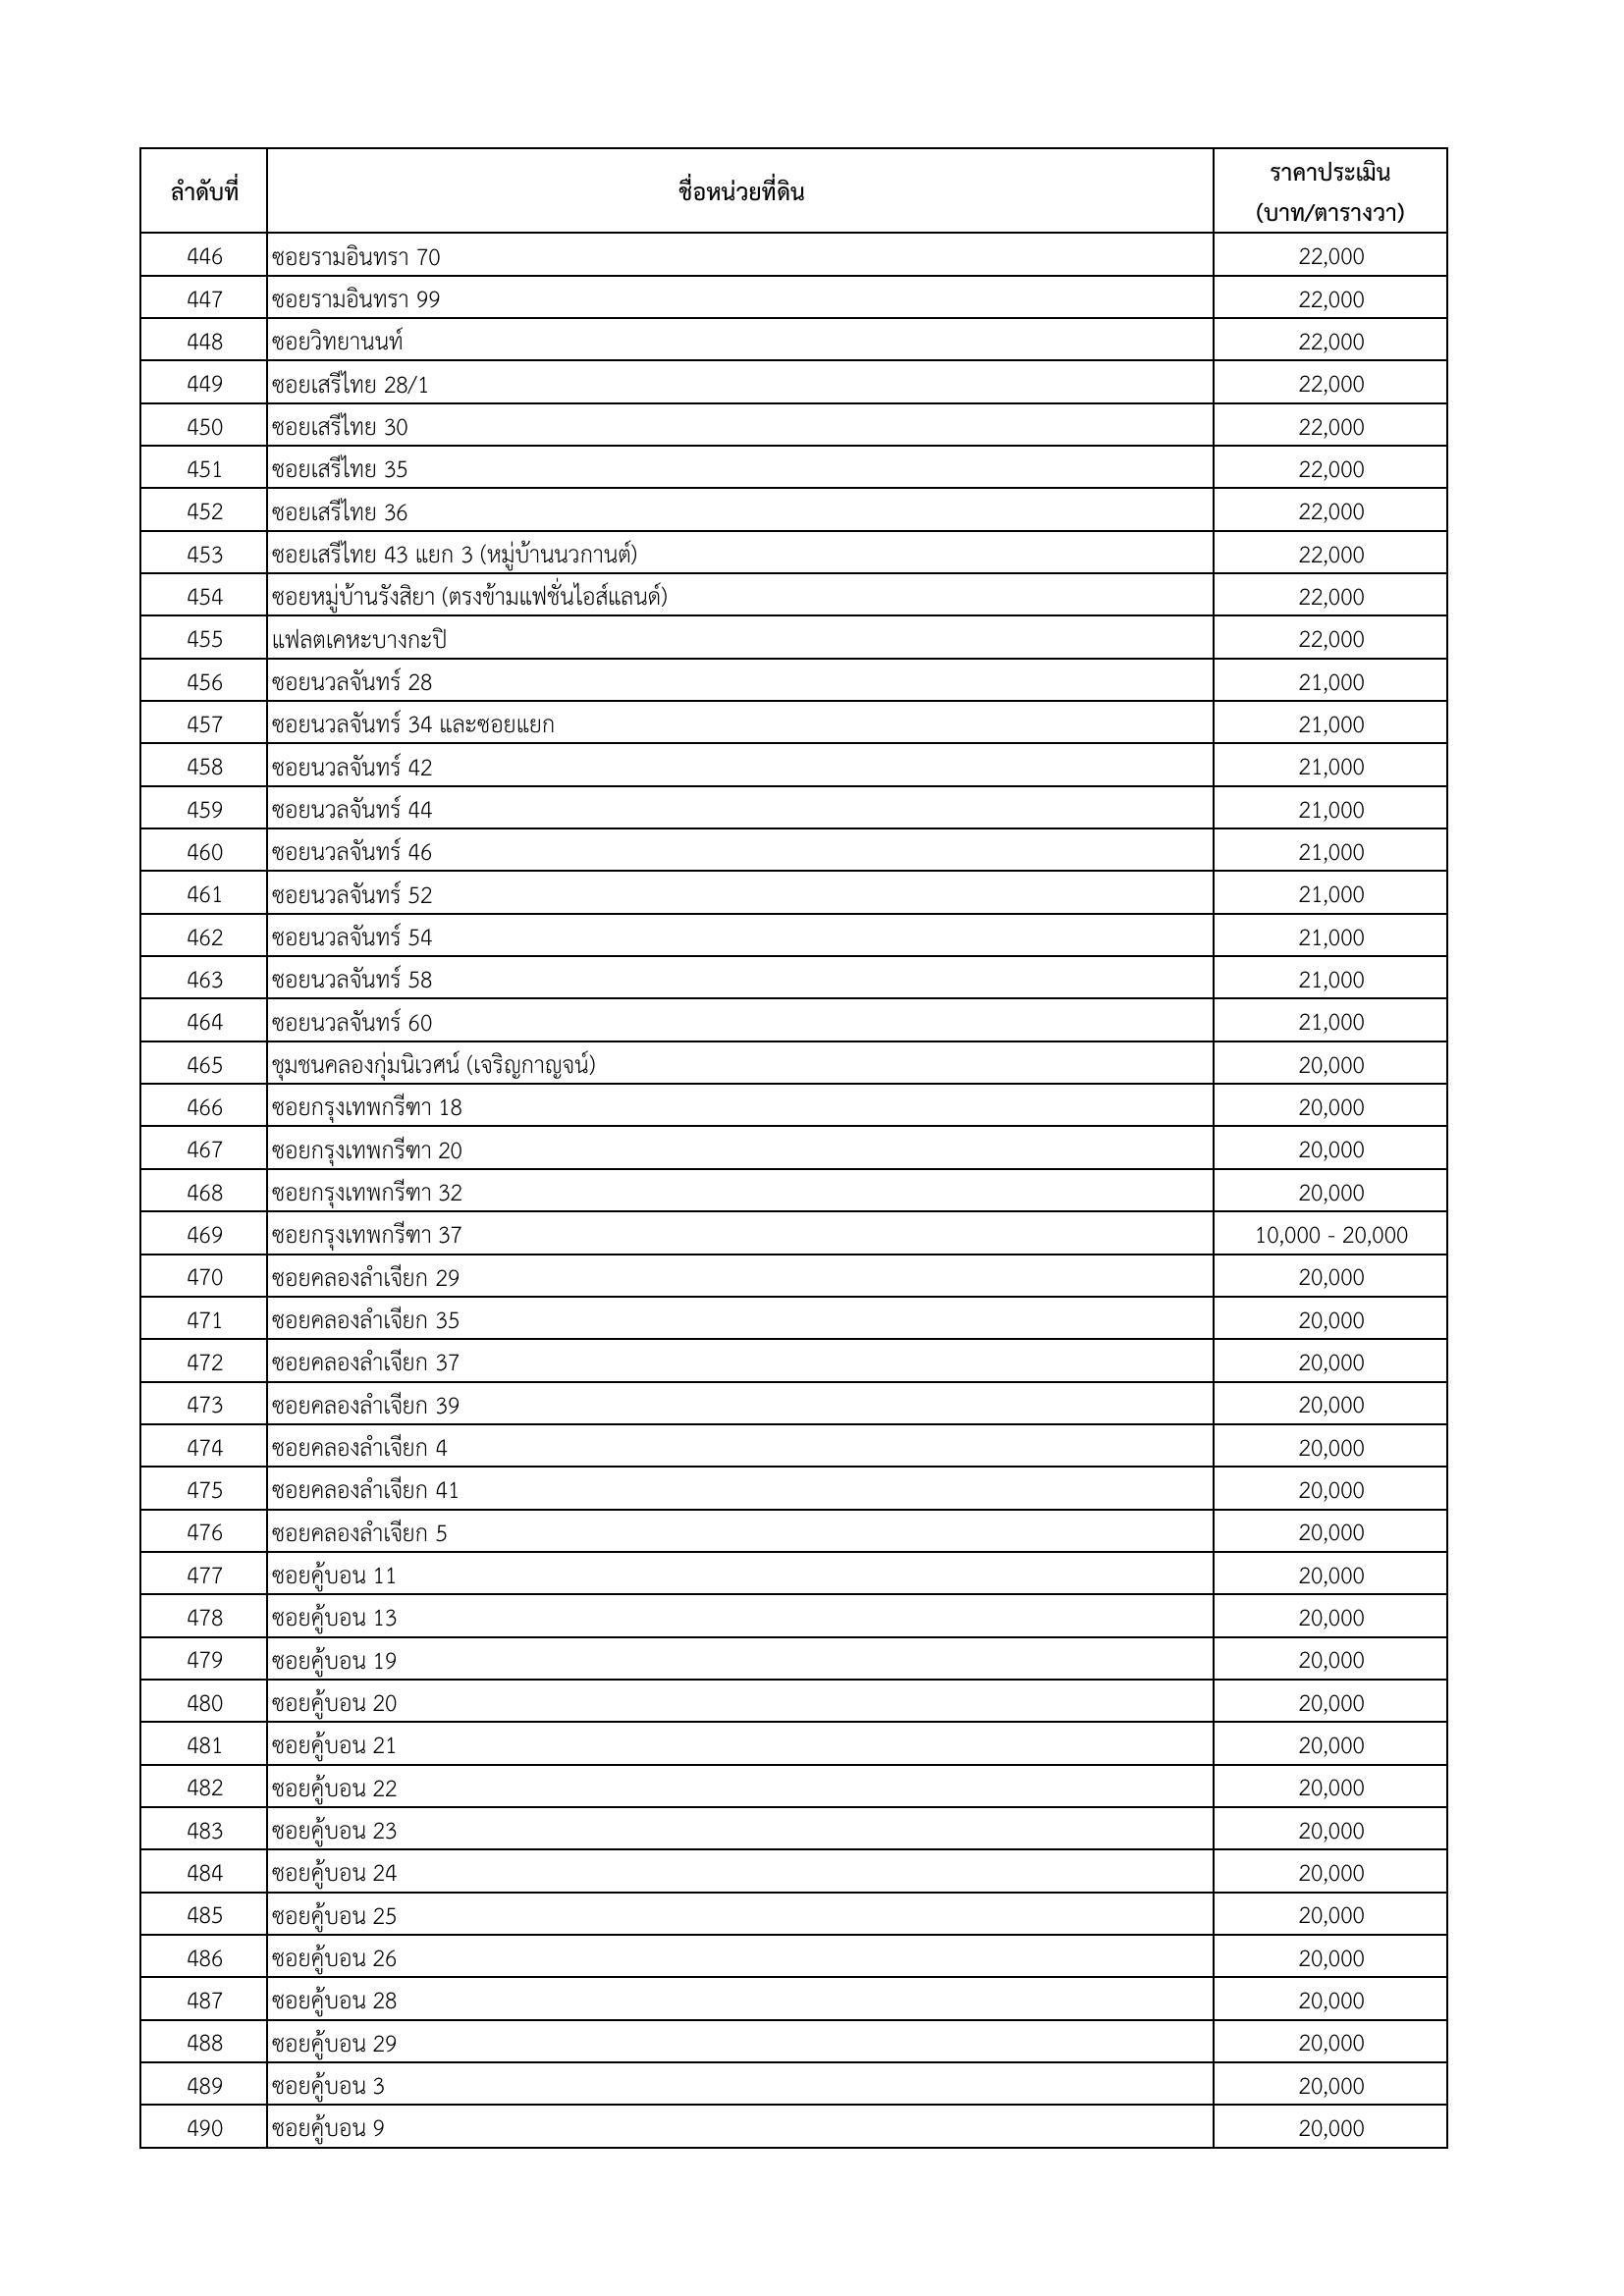 ลำดับที่ ชื่อหน่วยที่ดิน ราคาประเมิน
(บาท/ตารางวา)
446 ซอยรามอินทรา 70 22,000
447 ซอยรามอินทรา 99 22,000
448 ซอยวิทยานนท์ 22,000
449 ซอยเสรีไทย 28/1 22,000
450 ซอยเสรีไทย 30 22,000
451 ซอยเสรีไทย 35 22,000
452 ซอยเสรีไทย 36 22,000
453 ซอยเสรีไทย 43 แยก 3 (หมู่บ้านนวกานต์) 22,000
454 ซอยหมู่บ้านรังสิยา (ตรงข้ามแฟชั่นไอส์แลนด์) 22,000
455 แฟลตเคหะบางกะปิ 22,000
456 ซอยนวลจันทร์ 28 21,000
457 ซอยนวลจันทร์ 34 และซอยแยก 21,000
458 ซอยนวลจันทร์ 42 21,000
459 ซอยนวลจันทร์ 44 21,000
460 ซอยนวลจันทร์ 46 21,000
461 ซอยนวลจันทร์ 52 21,000
462 ซอยนวลจันทร์ 54 21,000
463 ซอยนวลจันทร์ 58 21,000
464 ซอยนวลจันทร์ 60 21,000
465 ชุมชนคลองกุ่มนิเวศน์ (เจริญกาญจน์) 20,000
466 ซอยกรุงเทพกรีฑา 18 20,000
467 ซอยกรุงเทพกรีฑา 20 20,000
468 ซอยกรุงเทพกรีฑา 32 20,000
469 ซอยกรุงเทพกรีฑา 37 10,000 - 20,000
470 ซอยคลองลำเจียก 29 20,000
471 ซอยคลองลำเจียก 35 20,000
472 ซอยคลองลำเจียก 37 20,000
473 ซอยคลองลำเจียก 39 20,000
474 ซอยคลองลำเจียก 4 20,000
475 ซอยคลองลำเจียก 41 20,000
476 ซอยคลองลำเจียก 5 20,000
477 ซอยคู้บอน 11 20,000
478 ซอยคู้บอน 13 20,000
479 ซอยคู้บอน 19 20,000
480 ซอยคู้บอน 20 20,000
481 ซอยคู้บอน 21 20,000
482 ซอยคู้บอน 22 20,000
483 ซอยคู้บอน 23 20,000
484 ซอยคู้บอน 24 20,000
485 ซอยคู้บอน 25 20,000
486 ซอยคู้บอน 26 20,000
487 ซอยคู้บอน 28 20,000
488 ซอยคู้บอน 29 20,000
489 ซอยคู้บอน 3 20,000
490 ซอยคู้บอน 9 20,000